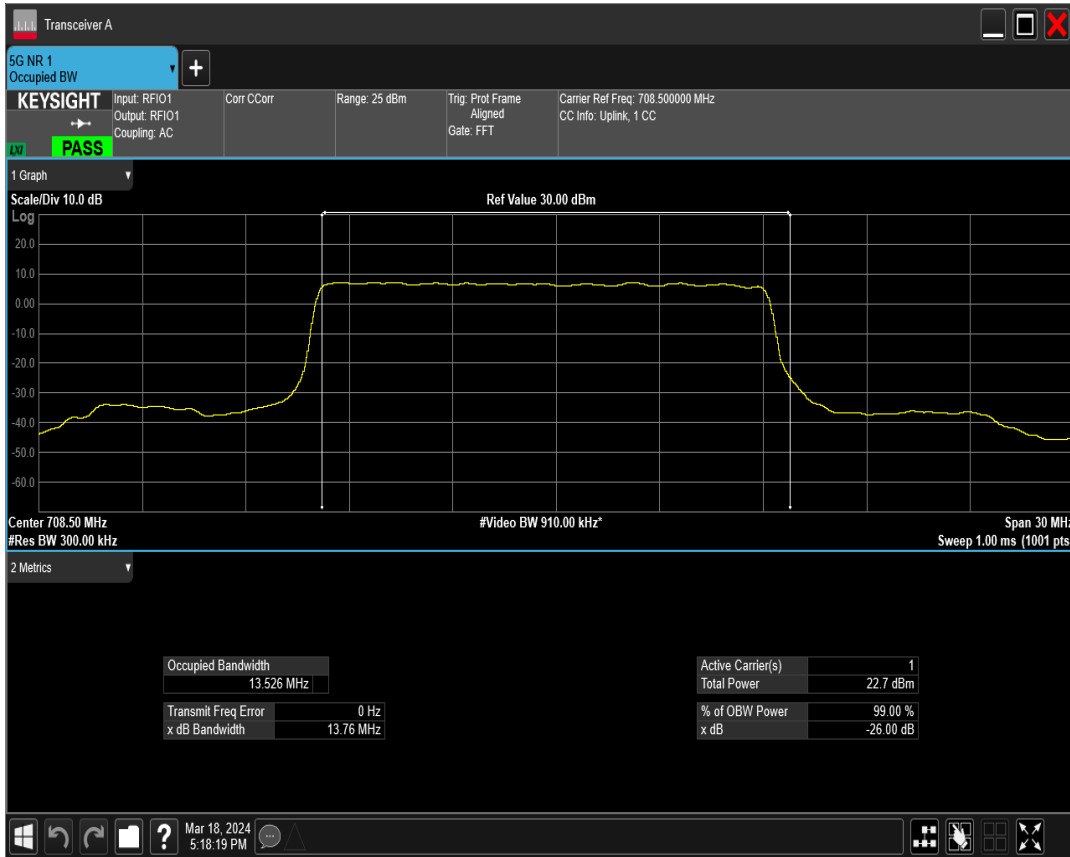 Transceiver A
5G NR 1
Occupied BW
KEYSIGHT
LXI
PASS
Input: RFIO1
Output: RFIO1
Coupling: AC
Corr CCorr
Range: 25 dBm
Trig: Prot Frame
Aligned
Gate: FFT
Carrier Ref Freq: 708.500000 MHz
CC Info: Uplink, 1 CC
1 Graph
Scale/Div 10.0 dB
Ref Value 30.00 dBm
Log
20.0
10.0
0.00
-10.0
-20.0
-30.0
-40.0
-50.0
-60.0
Center 708.50 MHz
#Video BW 910.00 kHz*
Span 30 MHz
#Res BW 300.00 kHz
Sweep 1.00 ms (1001 pts
2 Metrics
Occupied Bandwidth
13.526 MHz
Transmit Freq Error 0 Hz
x dB Bandwidth 13.76 MHz
Active Carrier(s) 1
Total Power 22.7 dBm
% of OBW Power 99.00 %
x dB -26.00 dB
?
Mar 18, 2024
5:18:19 PM